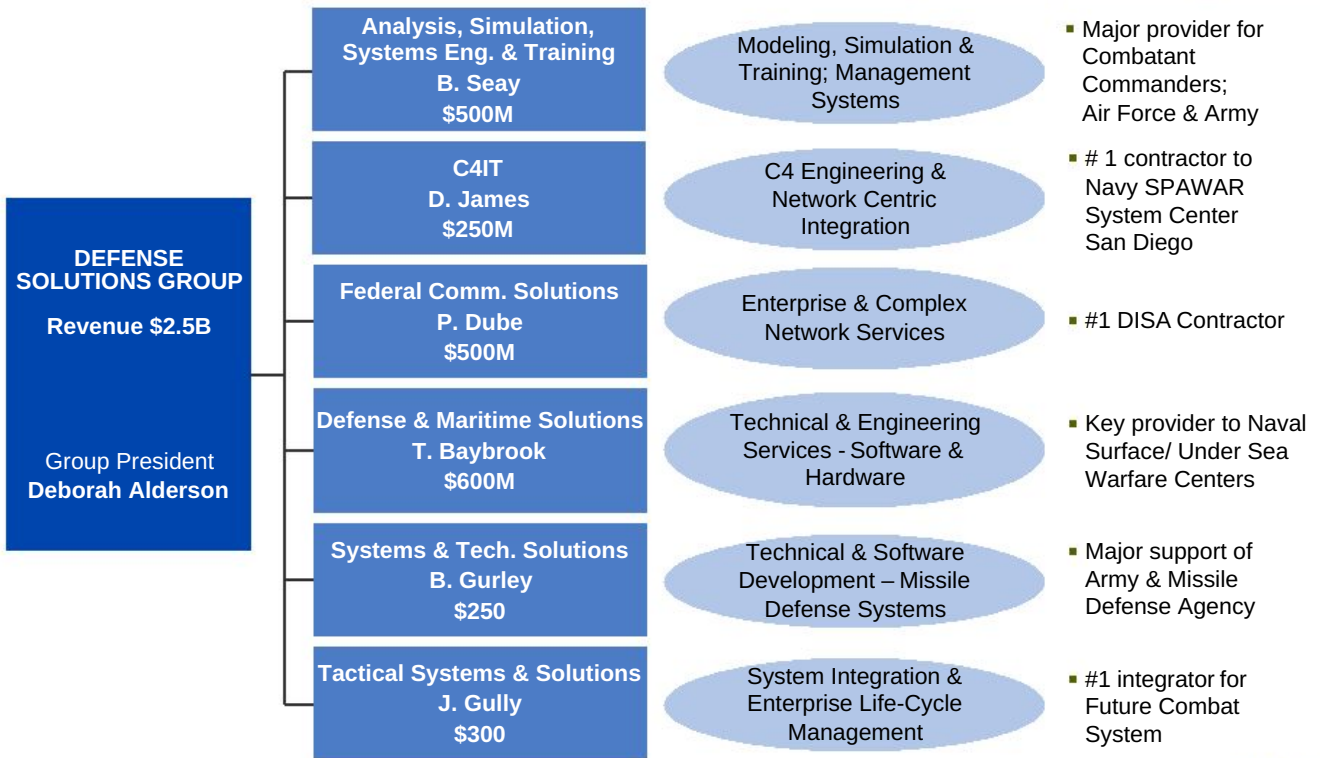 DEFENSE
SOLUTIONS GROUP
Revenue $2.5B
Group President
Deborah Alderson
Analysis, Simulation,
Systems Eng. & Training
B. Seay
$500M
Modeling, Simulation &
Training; Management
Systems
▪ Major provider for
Combatant
Commanders;
Air Force & Army
C4IT
D. James
$250M
C4 Engineering &
Network Centric
Integration
▪ # 1 contractor to
Navy SPAWAR
System Center
San Diego
Federal Comm. Solutions
P. Dube
$500M
Enterprise & Complex
Network Services
▪ #1 DISA Contractor
Defense & Maritime Solutions
T. Baybrook
$600M
Technical & Engineering
Services - Software &
Hardware
▪ Key provider to Naval
Surface/ Under Sea
Warfare Centers
Systems & Tech. Solutions
B. Gurley
$250
Technical & Software
Development – Missile
Defense Systems
▪ Major support of
Army & Missile
Defense Agency
Tactical Systems & Solutions
J. Gully
$300
System Integration &
Enterprise Life-Cycle
Management
▪ #1 integrator for
Future Combat
System